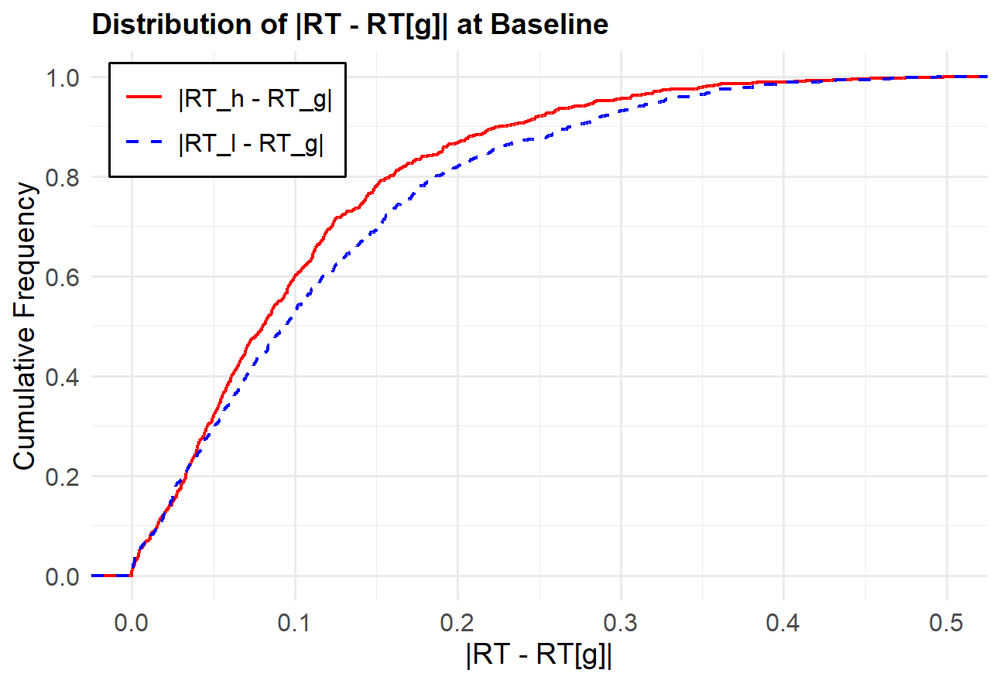 Distribution of |RT - RT[g]| at Baseline
|RT_h - RT_g|
|RT_l - RT_g|
Cumulative Frequency
1.0
0.8
0.6
0.4
0.2
0.0
0.0 0.1 0.2 0.3 0.4 0.5
|RT - RT[g]|